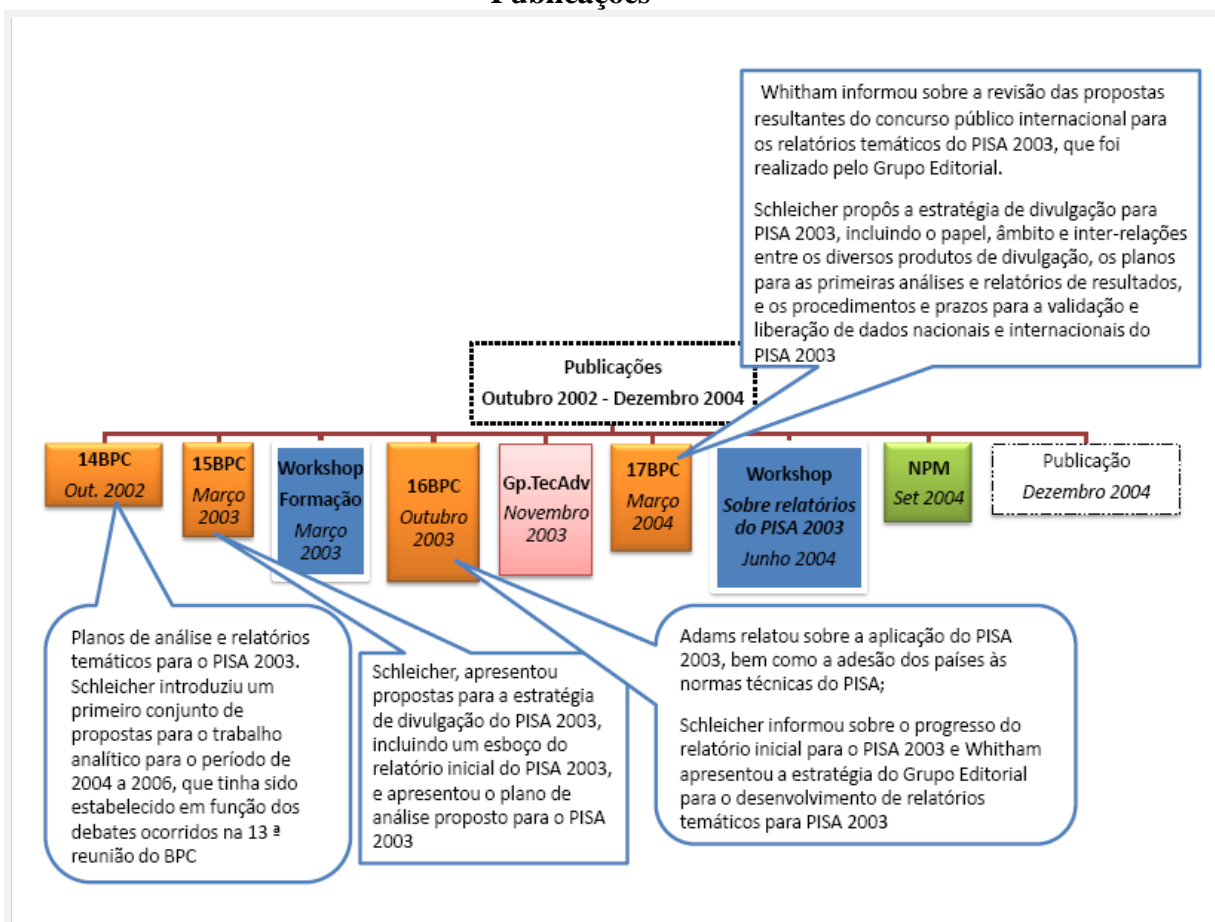 Publicações
Whitham informou sobre a revisão das propostas
resultantes do concurso público internacional para
os relatórios temáticos do PISA 2003, que foi
realizado pelo Grupo Editorial.
Schleicher propôs a estratégia de divulgação para
PISA 2003, incluindo o papel, âmbito e inter-relações
entre os diversos produtos de divulgação, os planos
para as primeiras análises e relatórios de resultados,
e os procedimentos e prazos para a validação e
liberação de dados nacionais e internacionais do
PISA 2003
Publicações
Outubro 2002 - Dezembro 2004
14BPC
Out. 2002
15BPC
Março
2003
Workshop
Formação
Março
2003
16BPC
Outubro
2003
Gp.TecAdv
Novembro
2003
17BPC
Março
2004
Workshop
Sobre relatórios
do PISA 2003
Junho 2004
NPM
Set 2004
Publicação
Dezembro 2004
Planos de análise e relatórios
temáticos para o PISA 2003.
Schleicher introduziu um
primeiro conjunto de
propostas para o trabalho
analítico para o período de
2004 a 2006, que tinha sido
estabelecido em função dos
debates ocorridos na 13 ª
reunião do BPC
Schleicher, apresentou
propostas para a estratégia
de divulgação do PISA 2003,
incluindo um esboço do
relatório inicial do PISA 2003,
e apresentou o plano de
análise proposto para o PISA
2003
Adams relatou sobre a aplicação do PISA
2003, bem como a adesão dos países às
normas técnicas do PISA;
Schleicher informou sobre o progresso do
relatório inicial para o PISA 2003 e Whitham
apresentou a estratégia do Grupo Editorial
para o desenvolvimento de relatórios
temáticos para PISA 2003